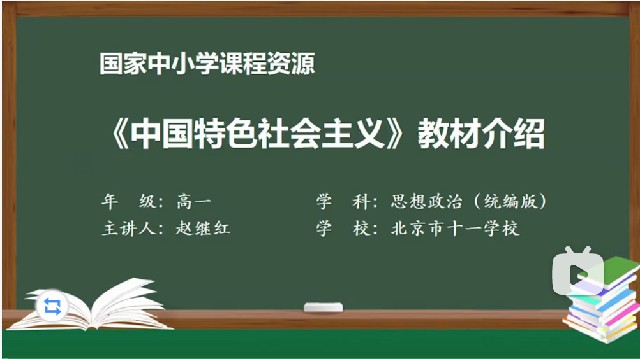 国家中小学课程资源
《中国特色社会主义》教材介绍
年 级：高一 学 科：思想政治（统编版）
主讲人：赵继红 学 校：北京市十一学校